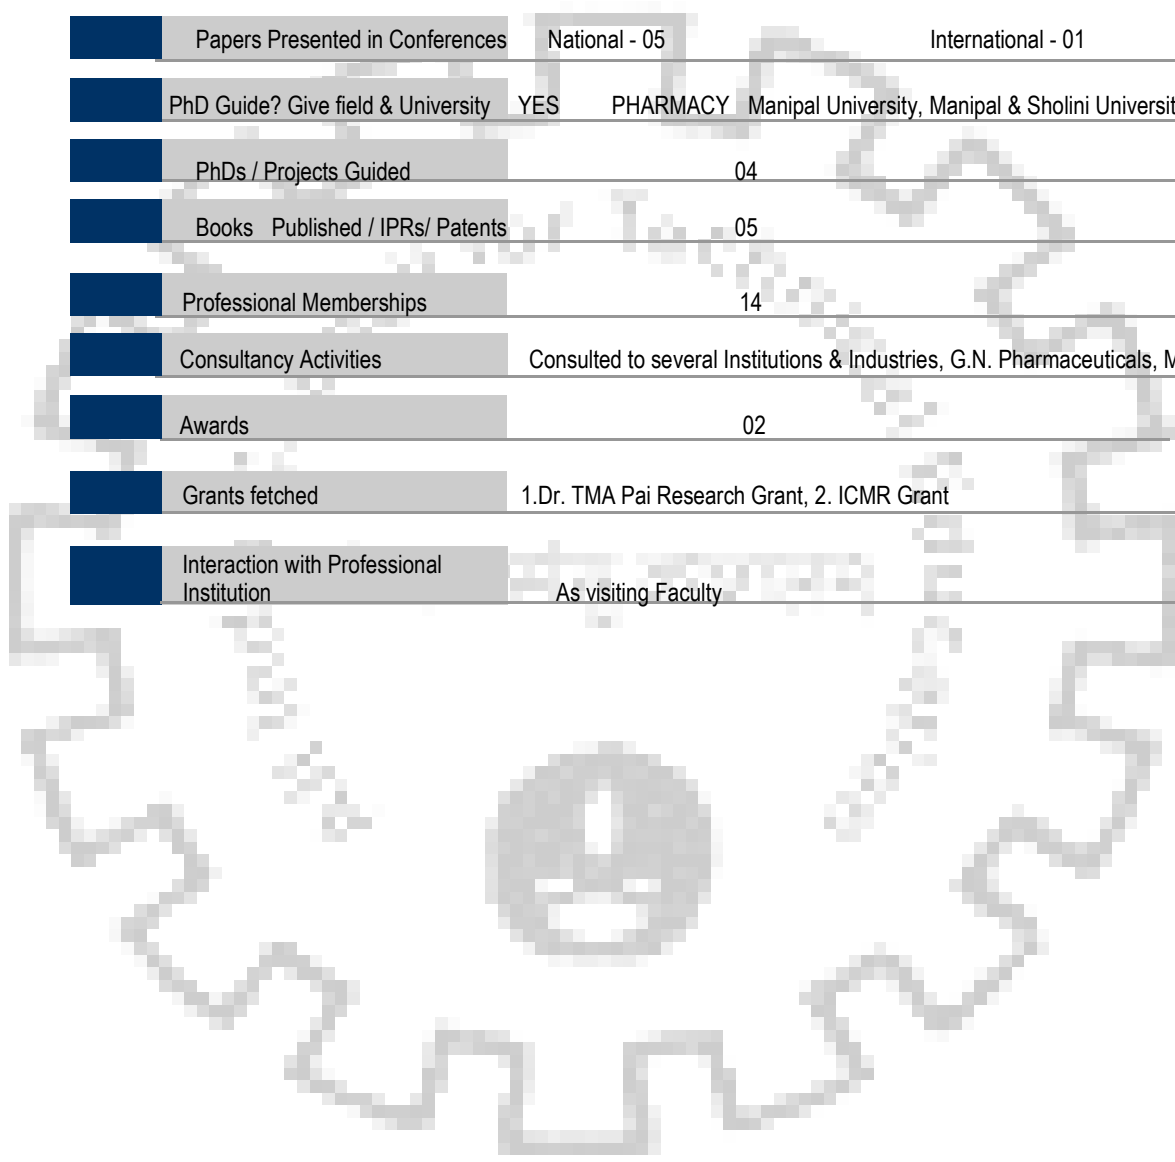 Papers Presented in Conferences National - 05 International - 01
PhD Guide? Give field & University YES PHARMACY Manipal University, Manipal & Sholini Universit
PhDs / Projects Guided 04
Books Published / IPRs/ Patents 05
Professional Memberships 14
Consultancy Activities Consulted to several Institutions & Industries, G.N. Pharmaceuticals, M
Awards 02
Grants fetched 1.Dr. TMA Pai Research Grant, 2. ICMR Grant
Interaction with Professional
Institution As visiting Faculty